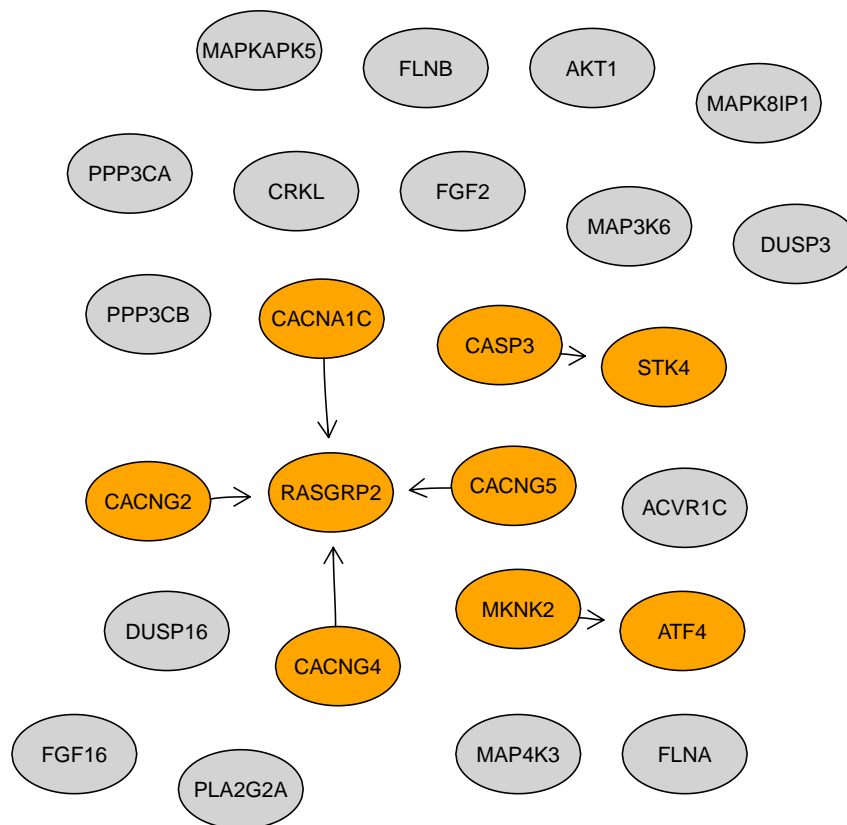 MAPKAPK5
FLNB
AKT1
MAPK8IP1
PPP3CA
CRKL
FGF2
MAP3K6
DUSP3
PPP3CB
CACNA1C
CASP3
STK4
CACNG2
RASGRP2
CACNG5
ACVR1C
DUSP16
CACNG4
MKNK2
ATF4
FGF16
PLA2G2A
MAP4K3
FLNA